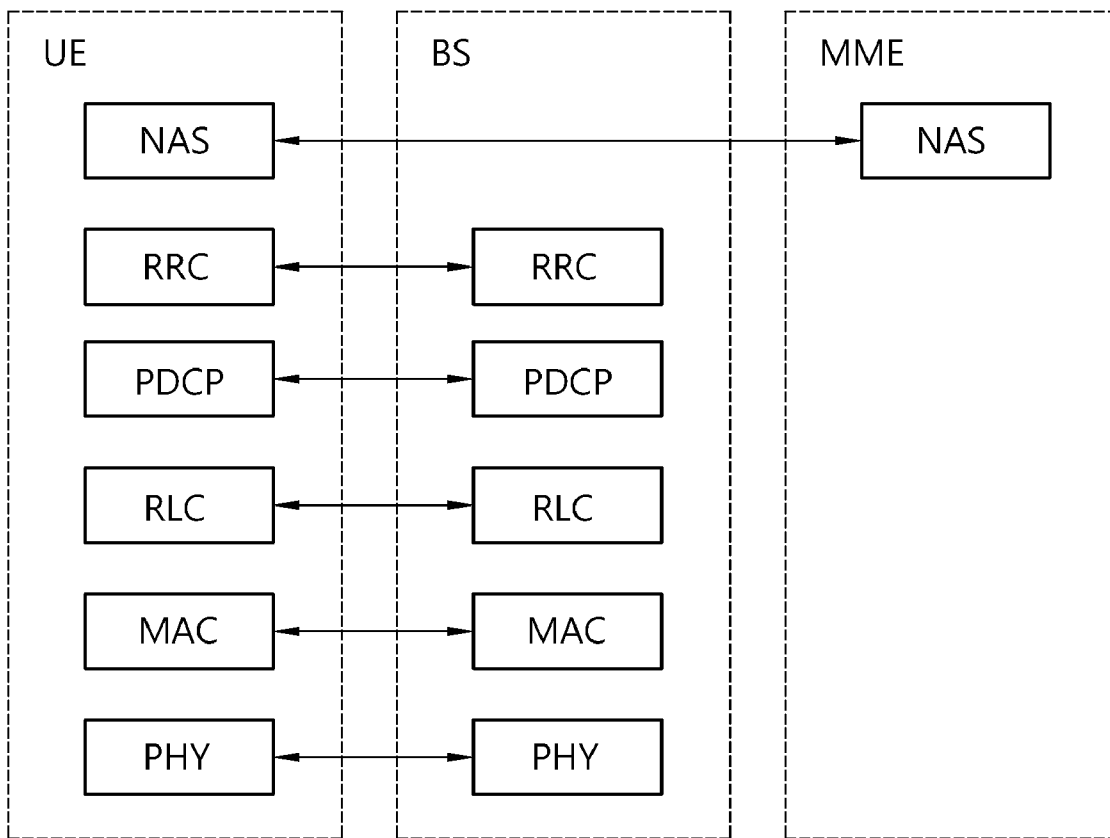 UE BS MME
NAS NAS
RRC RRC
PDCP PDCP
RLC RLC
MAC MAC
PHY PHY